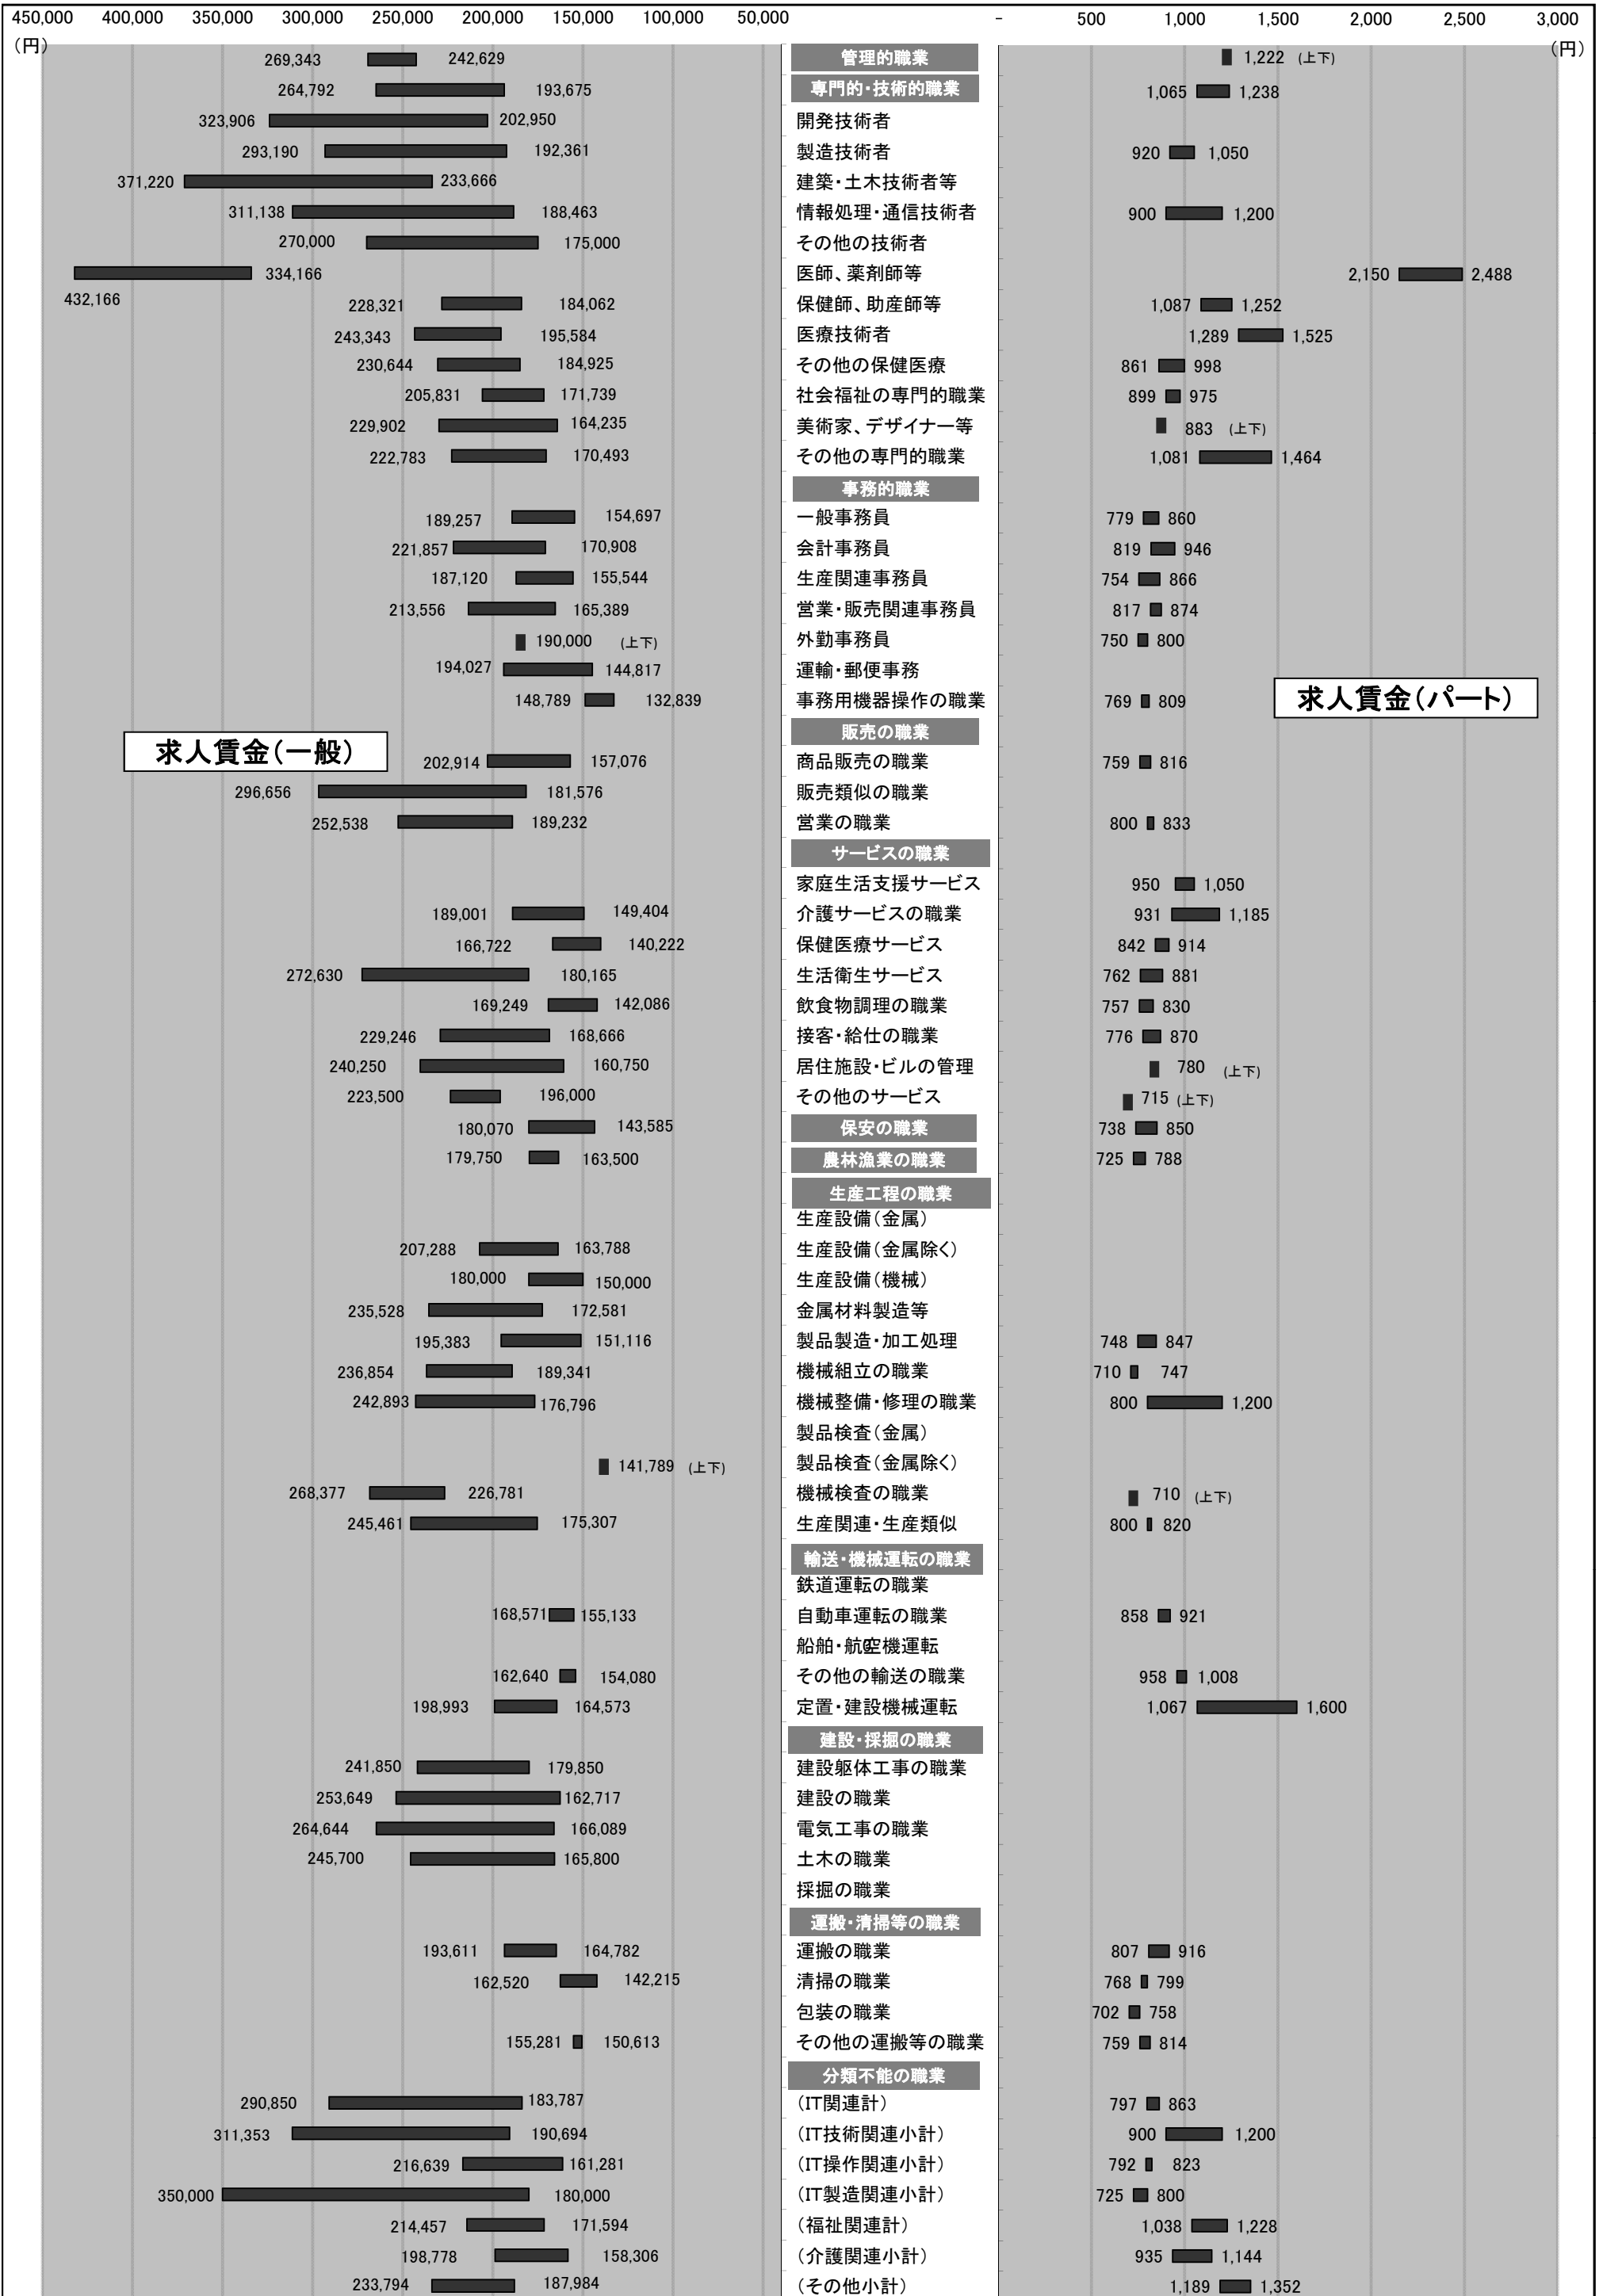 450,000 400,000 350,000 300,000 250,000 200,000 150,000 100,000 50,000 - 500 1,000 1,500 2,000 2,500 3,000
(円) (円)
269,343 242,629 管理的職業 1,222 (上下)
264,792 193,675 専門的・技術的職業 1,065 1,238
323,906 202,950 開発技術者
293,190 192,361 製造技術者 920 1,050
371,220 233,666 建築・土木技術者等
311,138 188,463 情報処理・通信技術者 900 1,200
270,000 175,000 その他の技術者
334,166 医師、薬剤師等 2,150 2,488
432,166
228,321 184,062 保健師、助産師等 1,087 1,252
243,343 195,584 医療技術者 1,289 1,525
230,644 184,925 その他の保健医療 861 998
205,831 171,739 社会福祉の専門的職業 899 975
229,902 164,235 美術家、デザイナー等 883 (上下)
222,783 170,493 その他の専門的職業 1,081 1,464
事務的職業
189,257 154,697 一般事務員 779 860
221,857 170,908 会計事務員 819 946
187,120 155,544 生産関連事務員 754 866
213,556 165,389 営業・販売関連事務員 817 874
190,000 (上下) 外勤事務員 750 800
194,027 144,817 運輸・郵便事務
148,789 132,839 事務用機器操作の職業 769 809
求人賃金(パート)
販売の職業
求人賃金(一般)
202,914 157,076 商品販売の職業 759 816
296,656 181,576 販売類似の職業
252,538 189,232 営業の職業 800 833
サービスの職業
家庭生活支援サービス 950 1,050
189,001 149,404 介護サービスの職業 931 1,185
166,722 140,222 保健医療サービス 842 914
272,630 180,165 生活衛生サービス 762 881
169,249 142,086 飲食物調理の職業 757 830
229,246 168,666 接客・給仕の職業 776 870
240,250 160,750 居住施設・ビルの管理 780 (上下)
223,500 196,000 その他のサービス 715 (上下)
180,070 143,585 保安の職業 738 850
179,750 163,500 農林漁業の職業 725 788
生産工程の職業
生産設備(金属)
207,288 163,788 生産設備(金属除く)
180,000 150,000 生産設備(機械)
235,528 172,581 金属材料製造等
195,383 151,116 製品製造・加工処理 748 847
236,854 189,341 機械組立の職業 710 747
242,893 176,796 機械整備・修理の職業 800 1,200
製品検査(金属)
141,789 (上下) 製品検査(金属除く)
268,377 226,781 機械検査の職業 710 (上下)
245,461 175,307 生産関連・生産類似 800 820
輸送・機械運転の職業
鉄道運転の職業
168,571 155,133 自動車運転の職業 858 921
船舶・航空機運転
162,640 154,080 その他の輸送の職業 958 1,008
198,993 164,573 定置・建設機械運転 1,067 1,600
建設・採掘の職業
241,850 179,850 建設躯体工事の職業
253,649 162,717 建設の職業
264,644 166,089 電気工事の職業
245,700 165,800 土木の職業
採掘の職業
運搬・清掃等の職業
193,611 164,782 運搬の職業 807 916
162,520 142,215 清掃の職業 768 799
包装の職業 702 758
155,281 150,613 その他の運搬等の職業 759 814
分類不能の職業
290,850 183,787 (IT関連計) 797 863
311,353 190,694 (IT技術関連小計) 900 1,200
216,639 161,281 (IT操作関連小計) 792 823
350,000 180,000 (IT製造関連小計) 725 800
214,457 171,594 (福祉関連計) 1,038 1,228
198,778 158,306 (介護関連小計) 935 1,144
233,794 187,984 (その他小計) 1,189 1,352